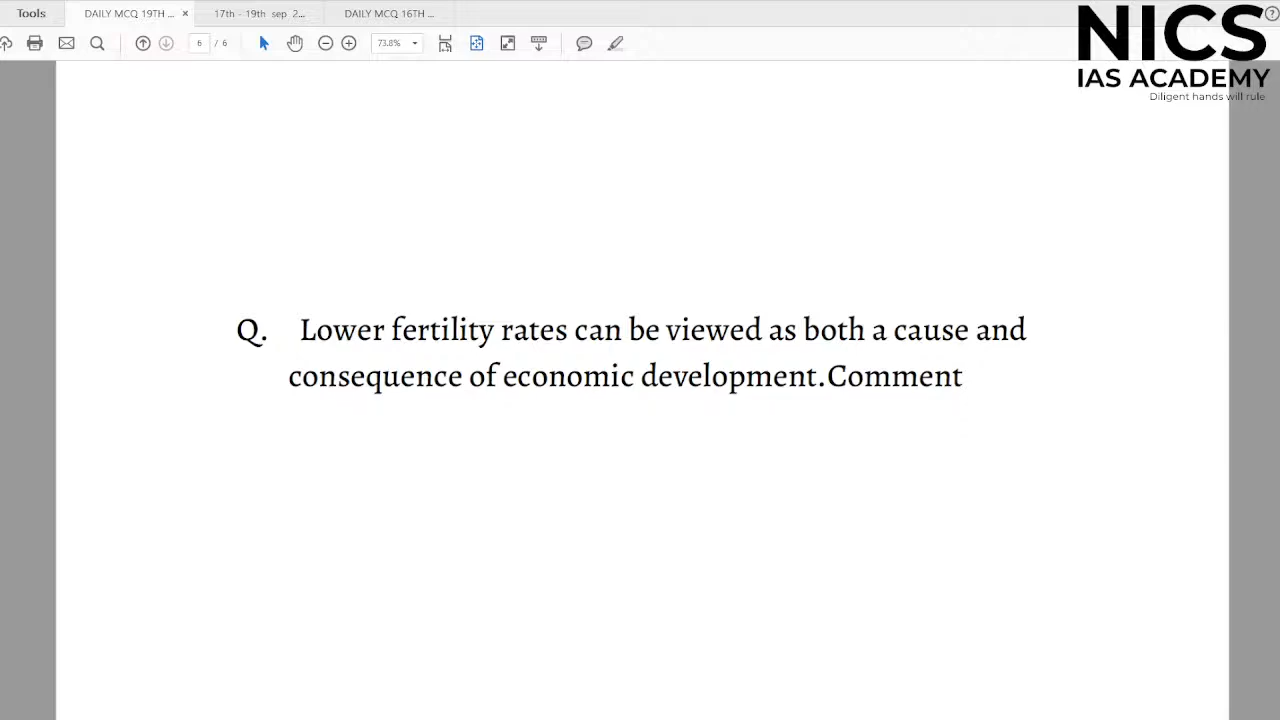 Tools
DAILY MCQ 19TH ... ×
17th - 19th sep 2...
DAILY MCQ 16TH ...
6 / 6
73.8%
NICS
IAS ACADEMY
Diligent hands will rule
Q. Lower fertility rates can be viewed as both a cause and
consequence of economic development.Comment